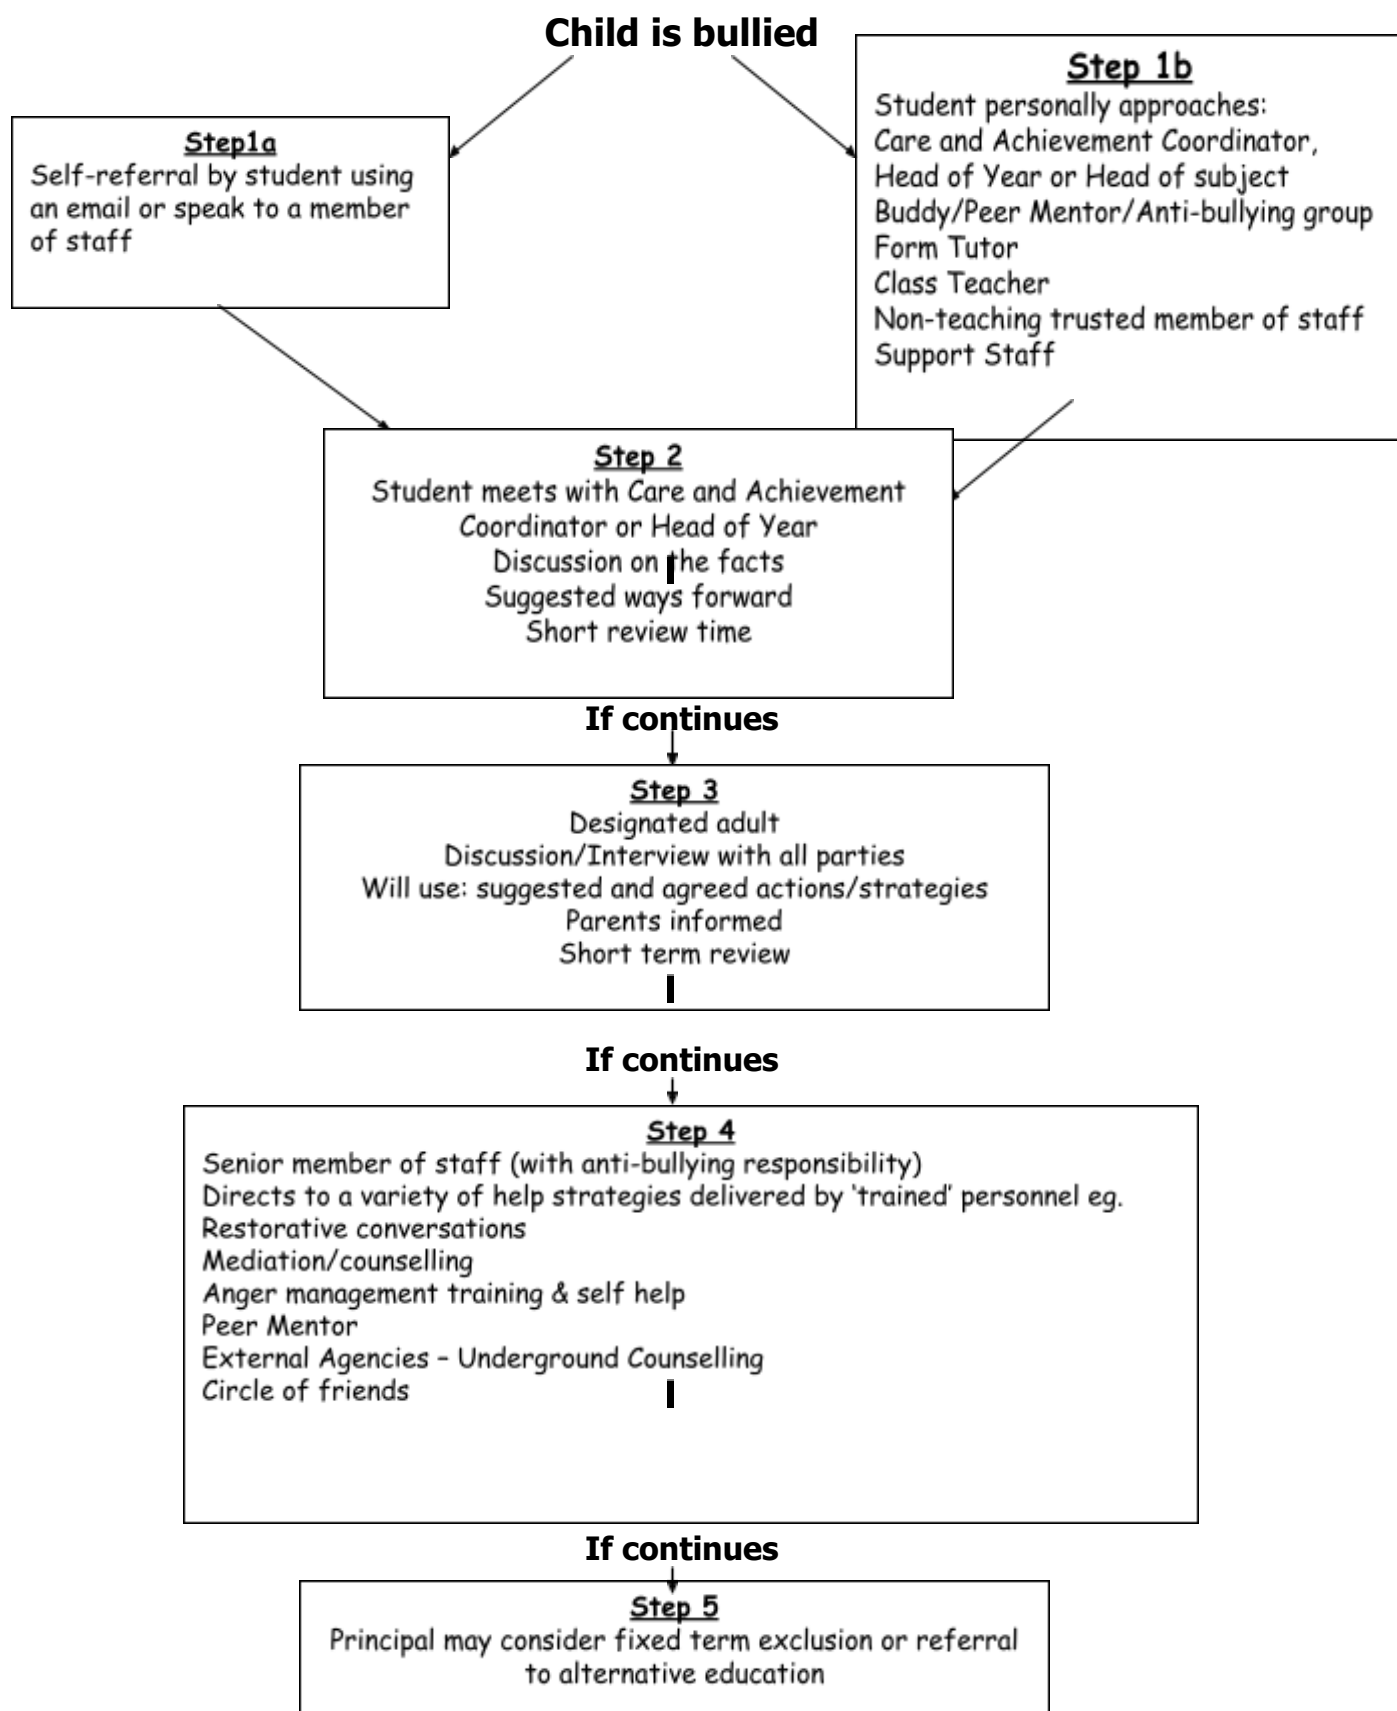 Child is bullied
Step1a
Self-referral by student using
an email or speak to a member
of staff
Step 1b
Student personally approaches:
Care and Achievement Coordinator,
Head of Year or Head of subject
Buddy/Peer Mentor/Anti-bullying group
Form Tutor
Class Teacher
Non-teaching trusted member of staff
Support Staff
Step 2
Student meets with Care and Achievement
Coordinator or Head of Year
Discussion on the facts
Suggested ways forward
Short review time
If continues
Step 3
Designated adult
Discussion/Interview with all parties
Will use: suggested and agreed actions/strategies
Parents informed
Short term review
If continues
Step 4
Senior member of staff (with anti-bullying responsibility)
Directs to a variety of help strategies delivered by ‘trained’ personnel eg.
Restorative conversations
Mediation/counselling
Anger management training & self help
Peer Mentor
External Agencies – Underground Counselling
Circle of friends
If continues
Step 5
Principal may consider fixed term exclusion or referral
to alternative education